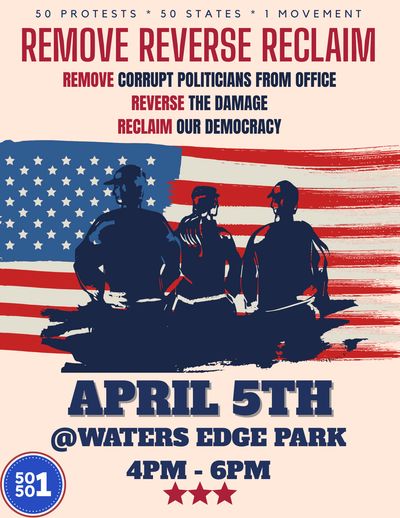 50 PROTESTS * 50 STATES * 1 MOVEMENT
REMOVE REVERSE RECLAIM
REMOVE CORRUPT POLITICIANS FROM OFFICE
REVERSE THE DAMAGE
RECLAIM OUR DEMOCRACY
APRIL 5TH
@WATERS EDGE PARK
4PM - 6PM
50
50
1